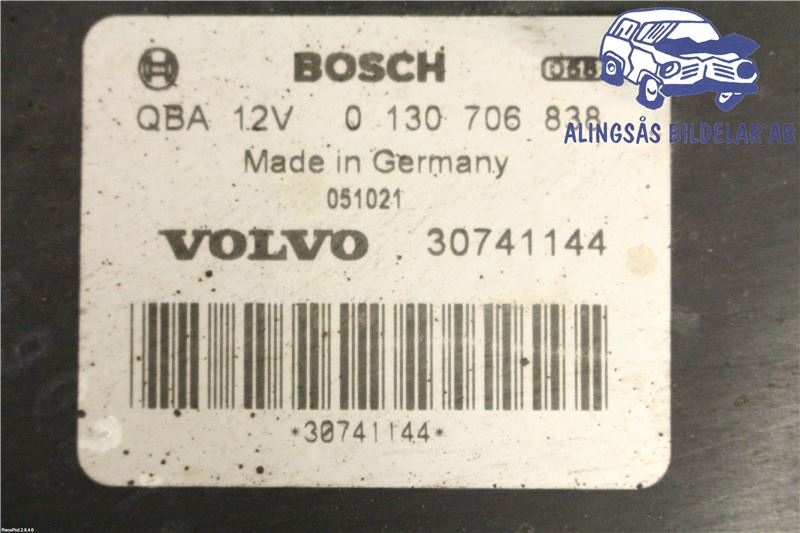 BOSCH
QBA 12V 0 130 706 838
ALINGSÅS BILDELAR AB
Made in Germany
051021
VOLVO 30741144
*30741144*